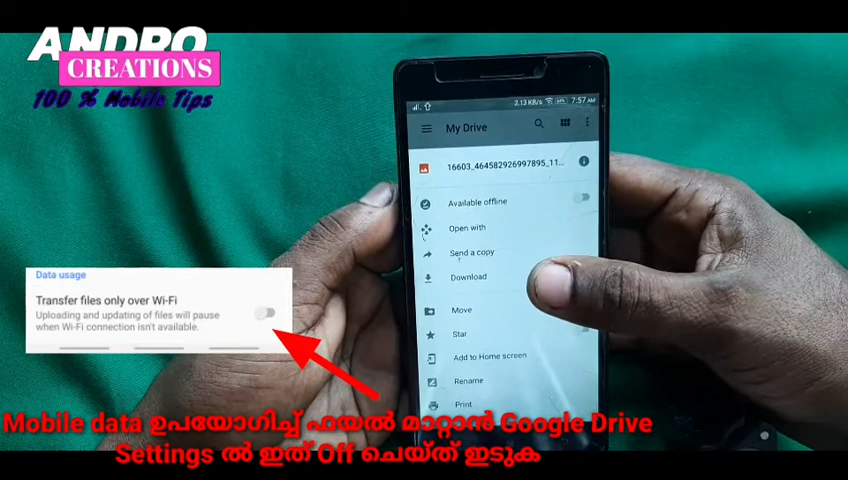 ANDRO
CREATIONS
100 % Mobile Tips
2.13 KB/s
7:57 AM
My Drive
16603_464582926997895_11...
Available offline
Open with
Send a copy
Download
Move
Star
Add to Home screen
Rename
Print
Data usage
Transfer files only over Wi-Fi
Uploading and updating of files will pause
when Wi-Fi connection isn't available.
Mobile data ഉപയോഗിച്ച് ഫയൽ മാറ്റാൻ Google Drive
Settings ൽ ഇത് Off ചെയ്ത് ഇടുക